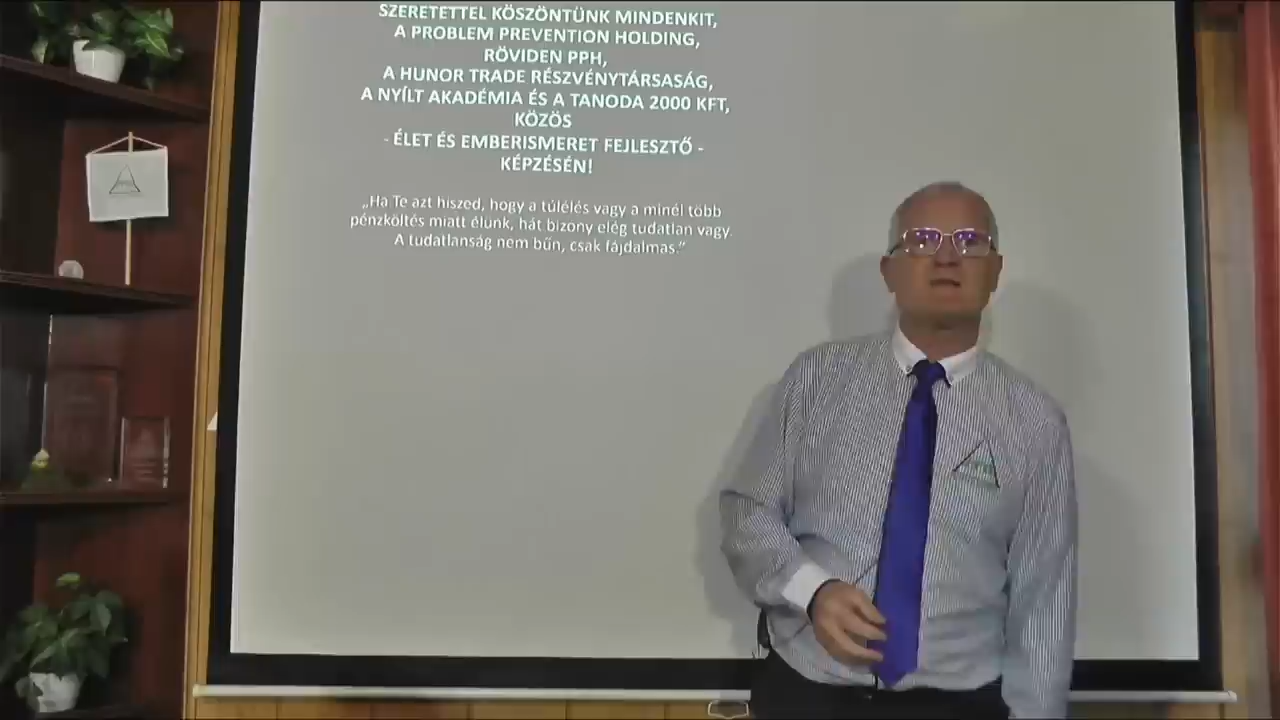 SZERETETTEL KÖSZÖNTÜNK MINDENKIT,
A PROBLEM PREVENTION HOLDING,
RÖVIDEN PPH,
A HUNOR TRADE RÉSZVÉNYTÁRSASÁG,
A NYÍLT AKADÉMIA ÉS A TANODA 2000 KFT,
KÖZÖS
- ÉLET ÉS EMBERISMERET FEJLESZTŐ -
KÉPZÉSÉN!
„Ha Te azt hiszed, hogy a túlélés vagy a minél több
pénzköltés miatt élünk, hát bizony elég tudatlan vagy.
A tudatlanság nem bűn, csak fájdalmas.”